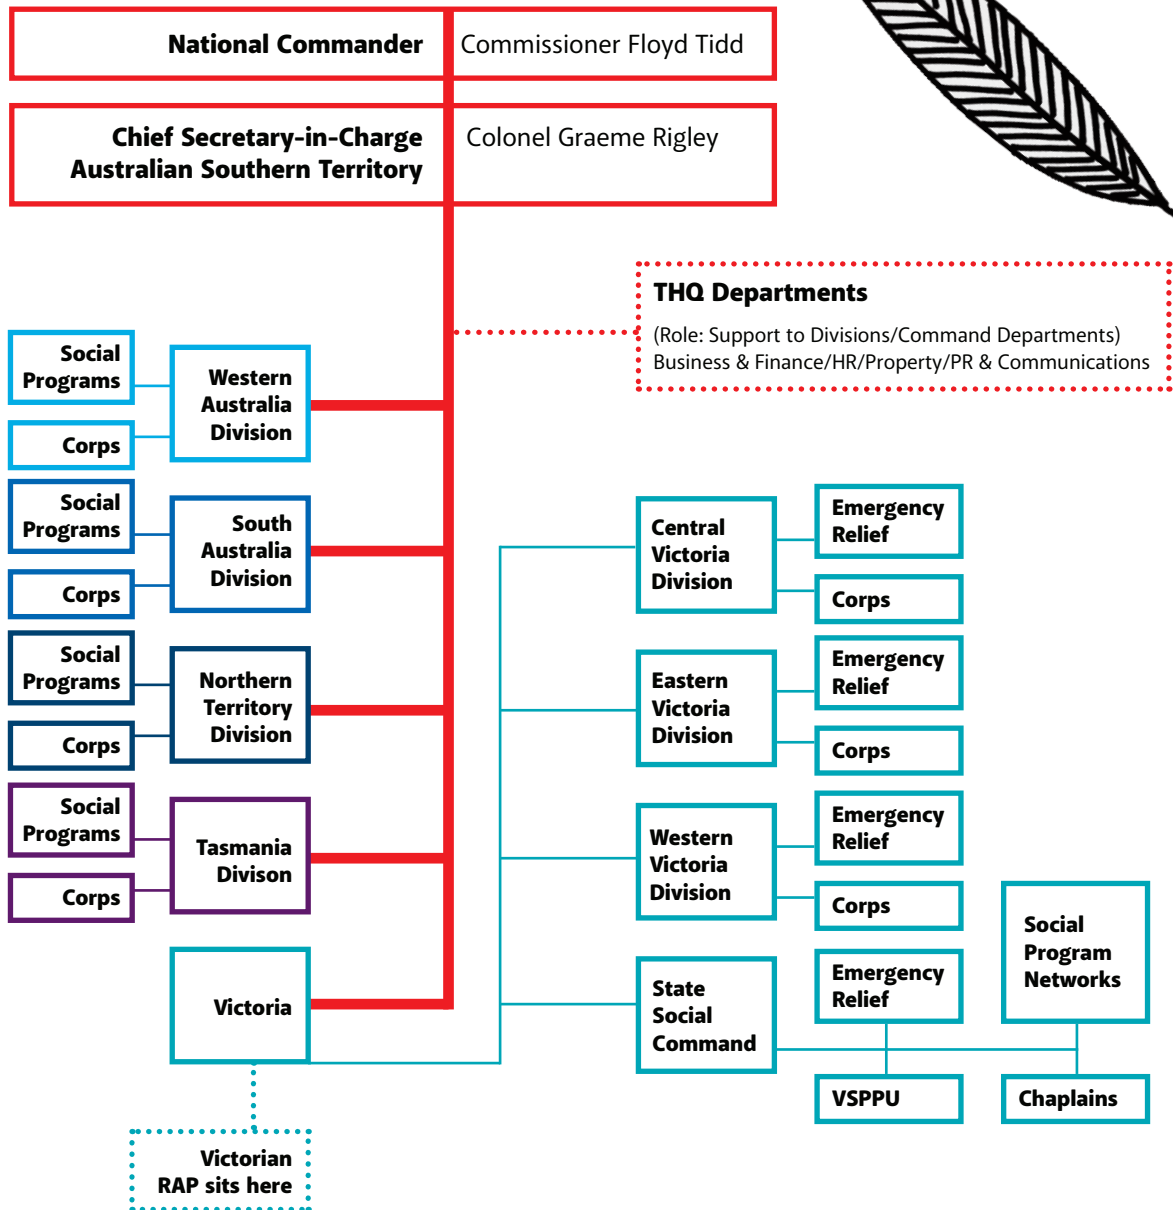 National Commander
Commissioner Floyd Tidd
Chief Secretary-in-Charge
Australian Southern Territory
Colonel Graeme Rigley
THQ Departments
(Role: Support to Divisions/Command Departments)
Business & Finance/HR/Property/PR & Communications
Social
Programs
Corps
Western
Australia
Division
Social
Programs
Corps
South
Australia
Division
Social
Programs
Corps
Northern
Territory
Division
Social
Programs
Corps
Tasmania
Divison
Victoria
Victorian
RAP sits here
Central
Victoria
Division
Emergency
Relief
Corps
Eastern
Victoria
Division
Emergency
Relief
Corps
Western
Victoria
Division
Emergency
Relief
Corps
State
Social
Command
Emergency
Relief
Social
Program
Networks
VSPPU
Chaplains